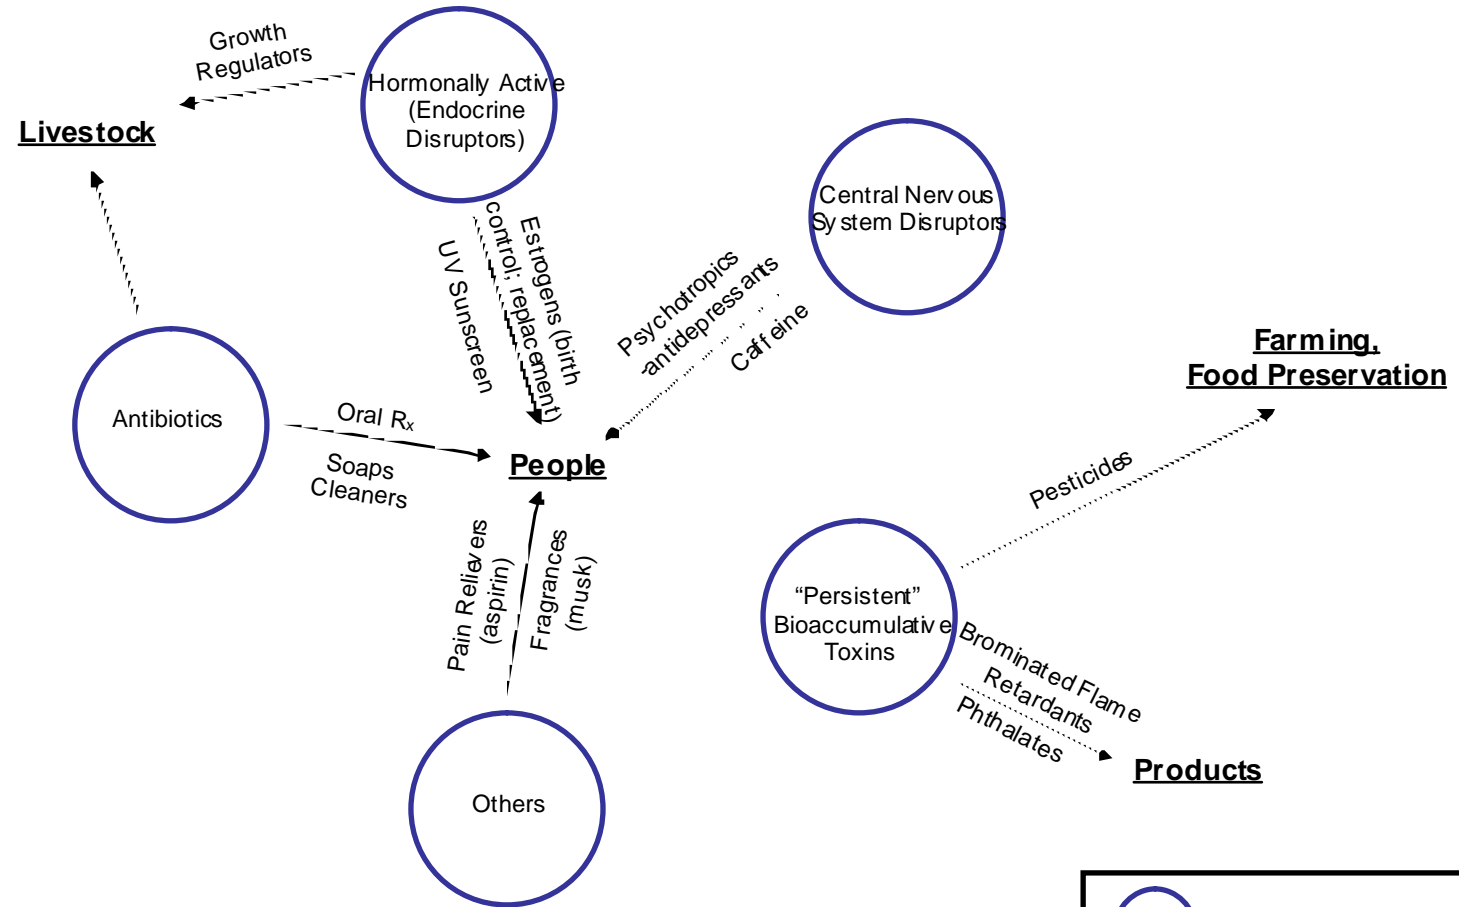 Growth
Regulators
Hormonally Active
(Endocrine
Disruptors)
Livestock
Central Nervous
System Disruptors
Estrogens (birth
control; replacement)
UV Sunscreen
Psychotropics
-antidepressants
Caffeine
Farming,
Food Preservation
Antibiotics
Oral Rx
Soaps
Cleaners
People
Pesticides
Pain Relievers
(aspirin)
Fragrances
(musk)
“Persistent”
Bioaccumulative
Toxins
Brominated Flame
Retardants
Phthalates
Products
Others